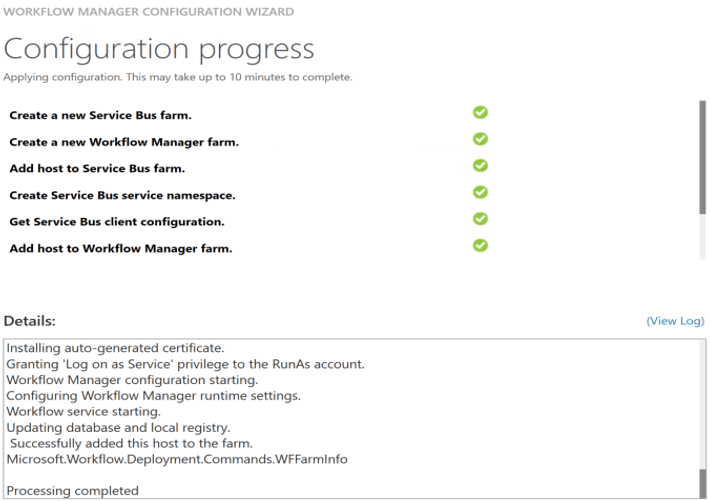 WORKFLOW MANAGER CONFIGURATION WIZARD
Configuration progress
Applying configuration. This may take up to 10 minutes to complete.
Create a new Service Bus farm.
Create a new Workflow Manager farm.
Add host to Service Bus farm.
Create Service Bus service namespace.
Get Service Bus client configuration.
Add host to Workflow Manager farm.
Details:
(View Log)
Installing auto-generated certificate.
Granting 'Log on as Service' privilege to the RunAs account.
Workflow Manager configuration starting.
Configuring Workflow Manager runtime settings.
Workflow service starting.
Updating database and local registry.
Successfully added this host to the farm.
Microsoft.Workflow.Deployment.Commands.WFFarmInfo
Processing completed